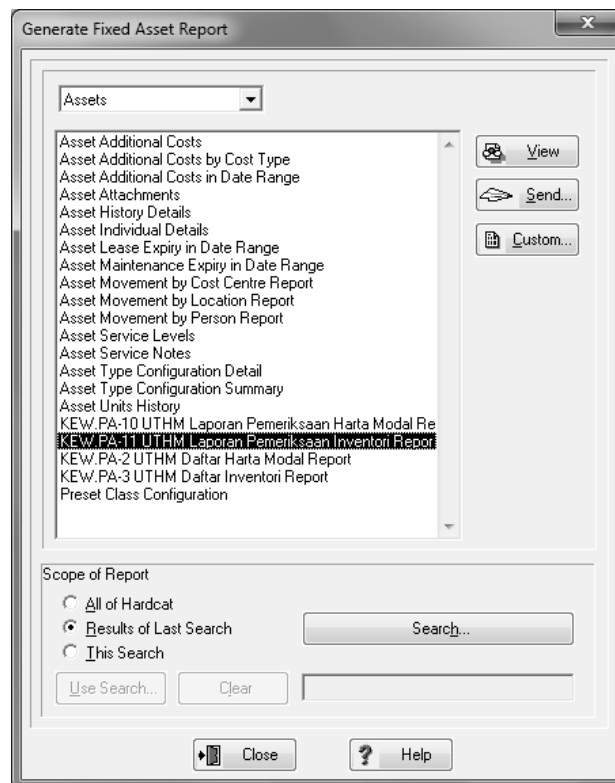 Generate Fixed Asset Report
x
Assets
Asset Additional Costs
Asset Additional Costs by Cost Type
Asset Additional Costs in Date Range
Asset Attachments
Asset History Details
Asset Individual Details
Asset Lease Expiry in Date Range
Asset Maintenance Expiry in Date Range
Asset Movement by Cost Centre Report
Asset Movement by Location Report
Asset Movement by Person Report
Asset Service Levels
Asset Service Notes
Asset Type Configuration Detail
Asset Type Configuration Summary
Asset Units History
KEW.PA-10 UTHM Laporan Pemeriksaan Harta Modal Re
KEW.PA-11 UTHM Laporan Pemeriksaan Inventori Repor
KEW.PA-2 UTHM Daftar Harta Modal Report
KEW.PA-3 UTHM Daftar Inventori Report
Preset Class Configuration
View
Send...
Custom...
Scope of Report
All of Hardcat
Results of Last Search
This Search
Search...
Use Search...
Clear
Close
? Help